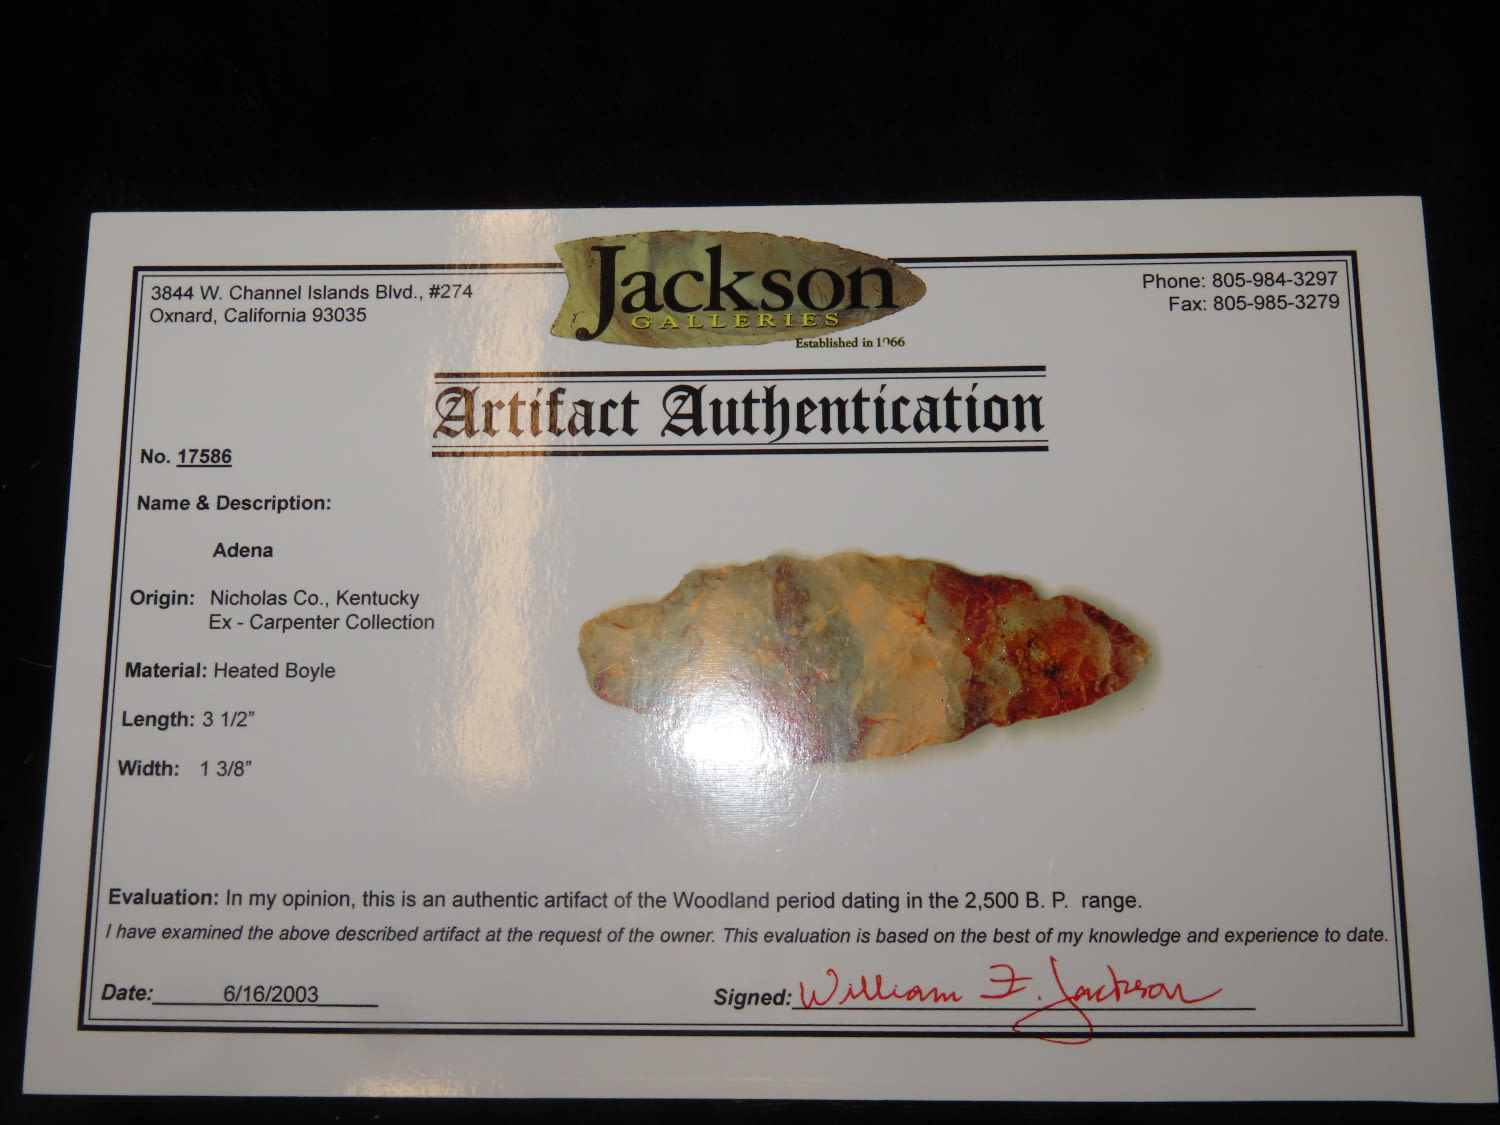 Jackson
GALLERIES
Established in 1966
3844 W. Channel Islands Blvd., #274
Oxnard, California 93035
Phone: 805-984-3297
Fax: 805-985-3279
Artifact Authentication
No. 17586
Name & Description:
Adena
Origin: Nicholas Co., Kentucky
Ex - Carpenter Collection
Material: Heated Boyle
Length: 3 1/2”
Width: 1 3/8”
Evaluation: In my opinion, this is an authentic artifact of the Woodland period dating in the 2,500 B. P. range.
I have examined the above described artifact at the request of the owner. This evaluation is based on the best of my knowledge and experience to date.
Date: 6/16/2003
Signed: William F. Jackson